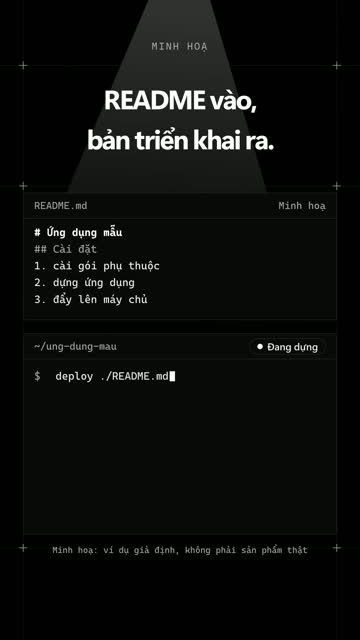 MINH HOẠ
README vào,
bản triển khai ra.
README.md
Minh hoạ
# Ứng dụng mẫu
## Cài đặt
1. cài gói phụ thuộc
2. dựng ứng dụng
3. đẩy lên máy chủ
~/ung-dung-mau
Đang dựng
$ deploy ./README.md
Minh hoạ: ví dụ giả định, không phải sản phẩm thật